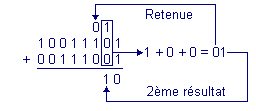 Retenue
0 1
1 0 0 1 1 1 0 1
+ 0 0 1 1 1 0 0 1
1 + 0 + 0 = 01
1 0
2ème résultat